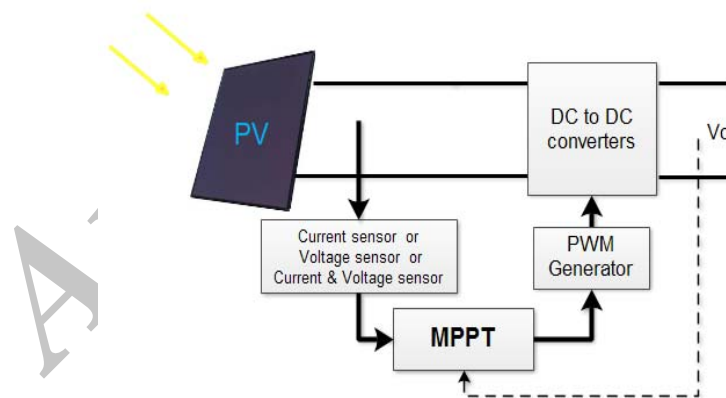 PV
DC to DC
converters
Current sensor or
Voltage sensor or
Current & Voltage sensor
PWM
Generator
MPPT